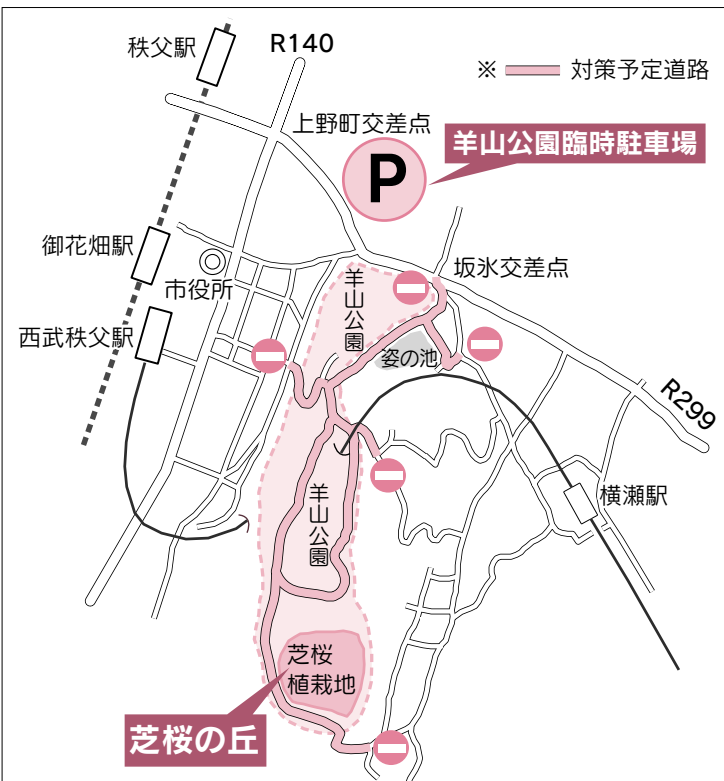 秩父駅
R140
※ 対策予定道路
上野町交差点
羊山公園臨時駐車場
P
御花畑駅
市役所
羊山公園
坂氷交差点
西武秩父駅
姿の池
R299
横瀬駅
羊山公園
芝桜
植栽地
芝桜の丘